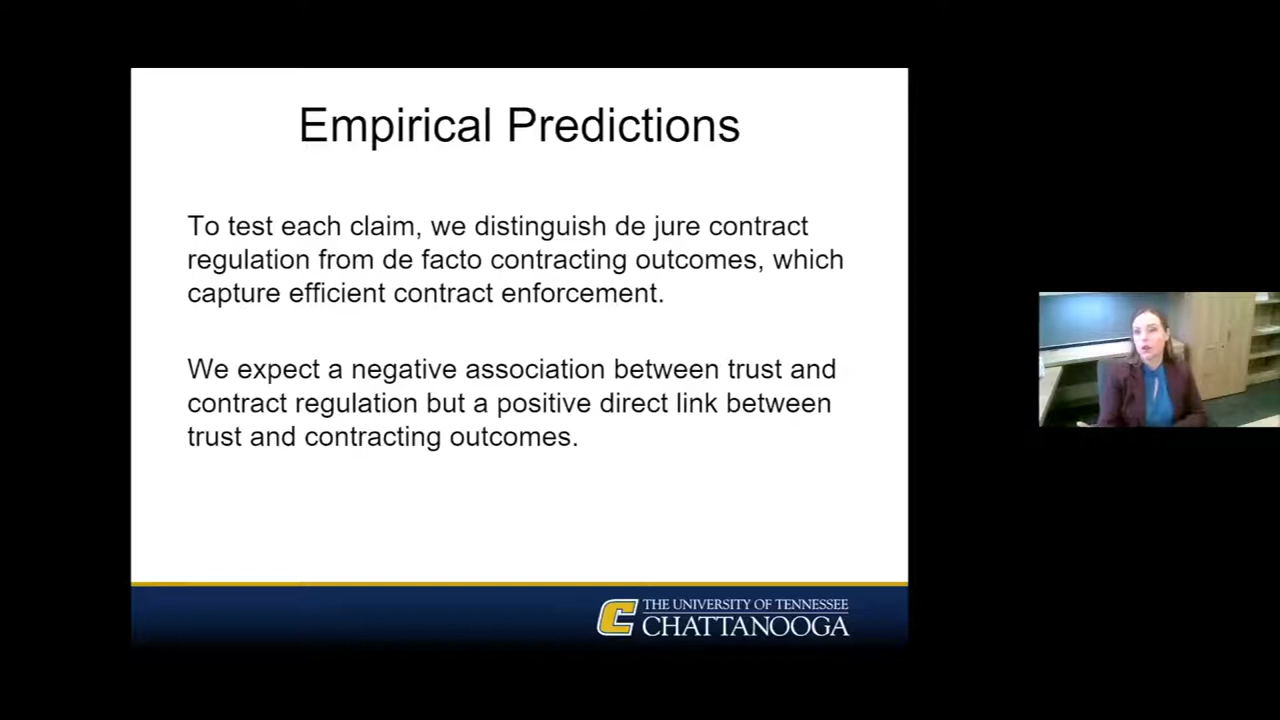 Empirical Predictions
To test each claim, we distinguish de jure contract
regulation from de facto contracting outcomes, which
capture efficient contract enforcement.
We expect a negative association between trust and
contract regulation but a positive direct link between
trust and contracting outcomes.
C
THE UNIVERSITY OF TENNESSEE
CHATTANOOGA